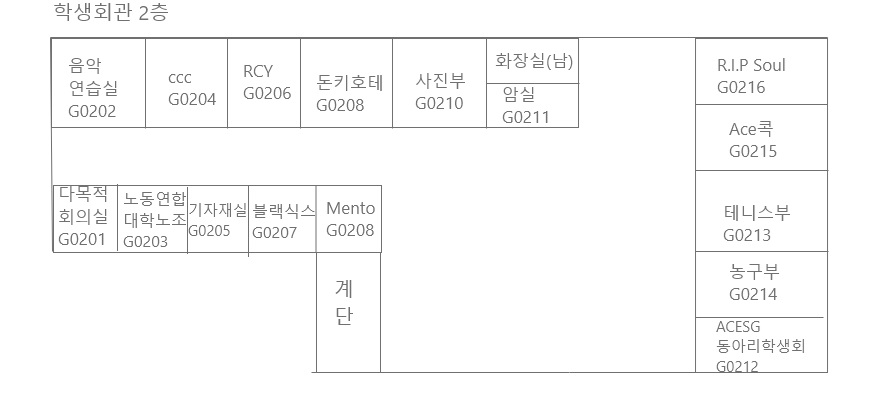 학생회관 2층
음악
연습실
G0202
ccc
G0204
RCY
G0206
돈키호테
G0208
사진부
G0210
화장실(남)
암실
G0211
R.I.P Soul
G0216
Ace콕
G0215
다목적
회의실
G0201
노동연합
대학노조
G0203
기자재실
G0205
블랙식스
G0207
Mento
G0208
테니스부
G0213
계
단
농구부
G0214
ACESG
동아리학생회
G0212